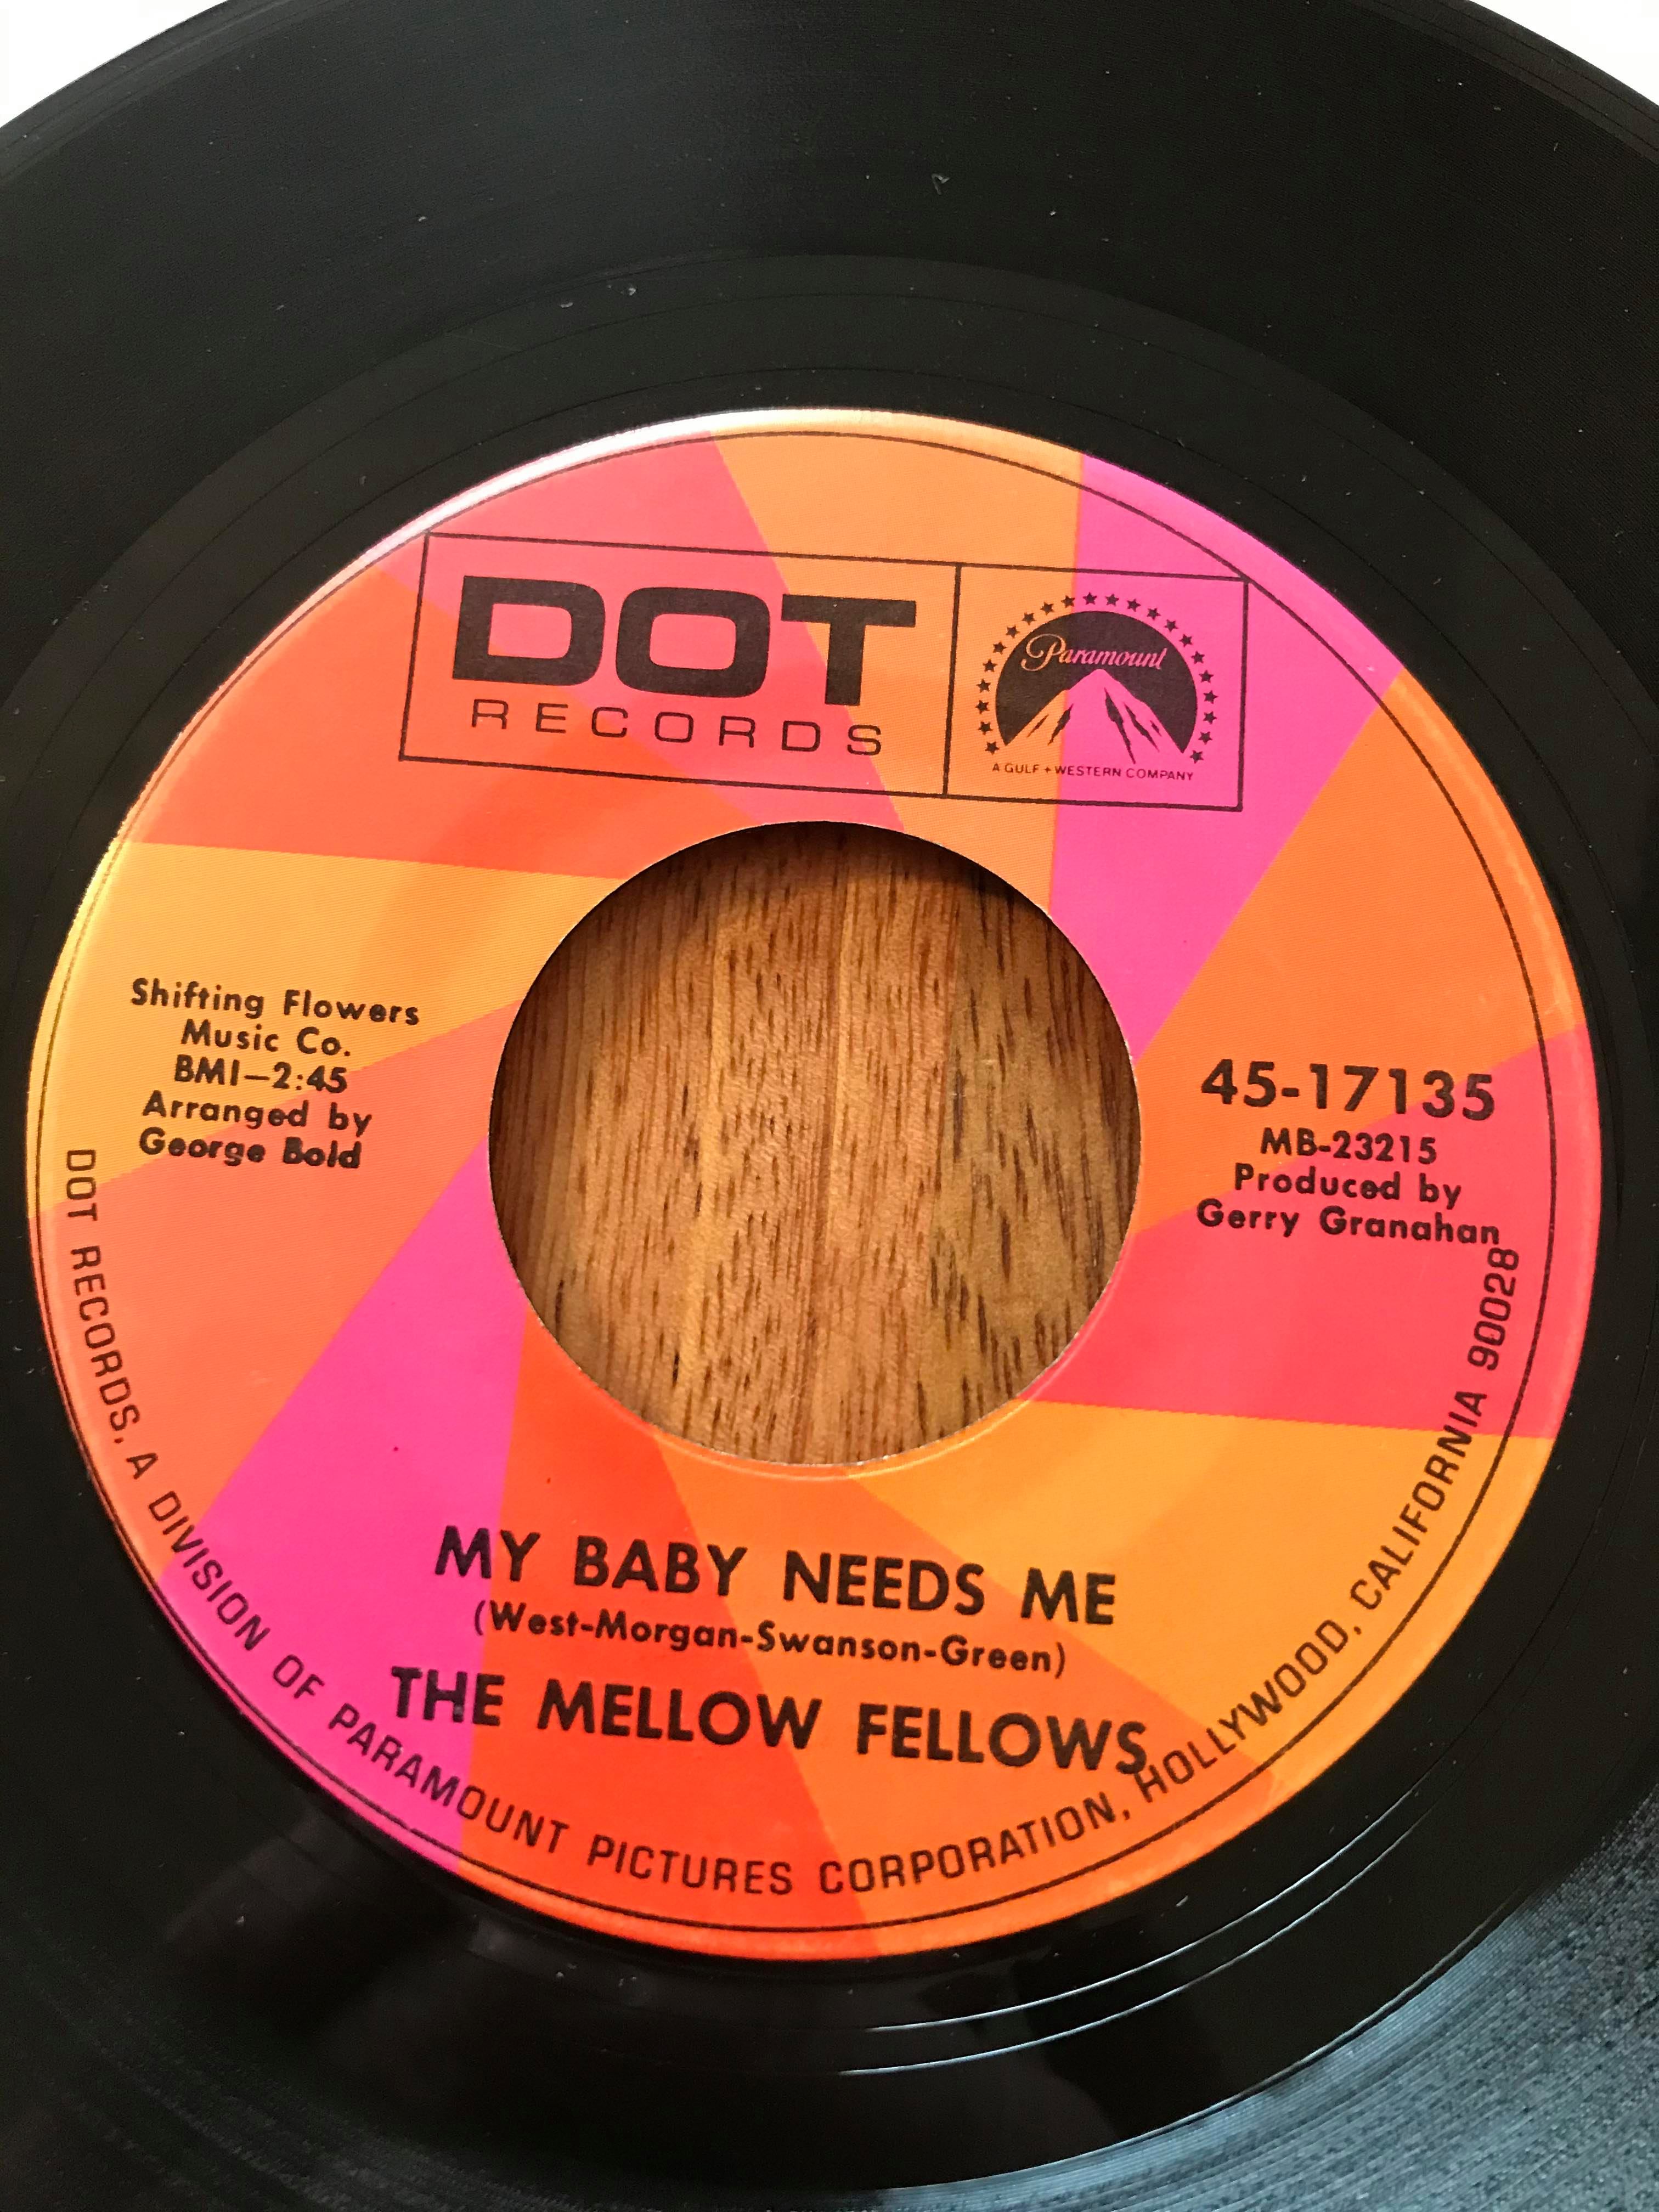 DOT
RECORDS
Paramount
A GULF + WESTERN COMPANY
Shifting Flowers
Music Co.
BMI—2:45
Arranged by
George Bold
45-17135
MB-23215
Produced by
Gerry Granahan
MY BABY NEEDS ME
(West-Morgan-Swanson-Green)
THE MELLOW FELLOWS
DOT RECORDS, A DIVISION OF PARAMOUNT PICTURES CORPORATION, HOLLYWOOD, CALIFORNIA 90028